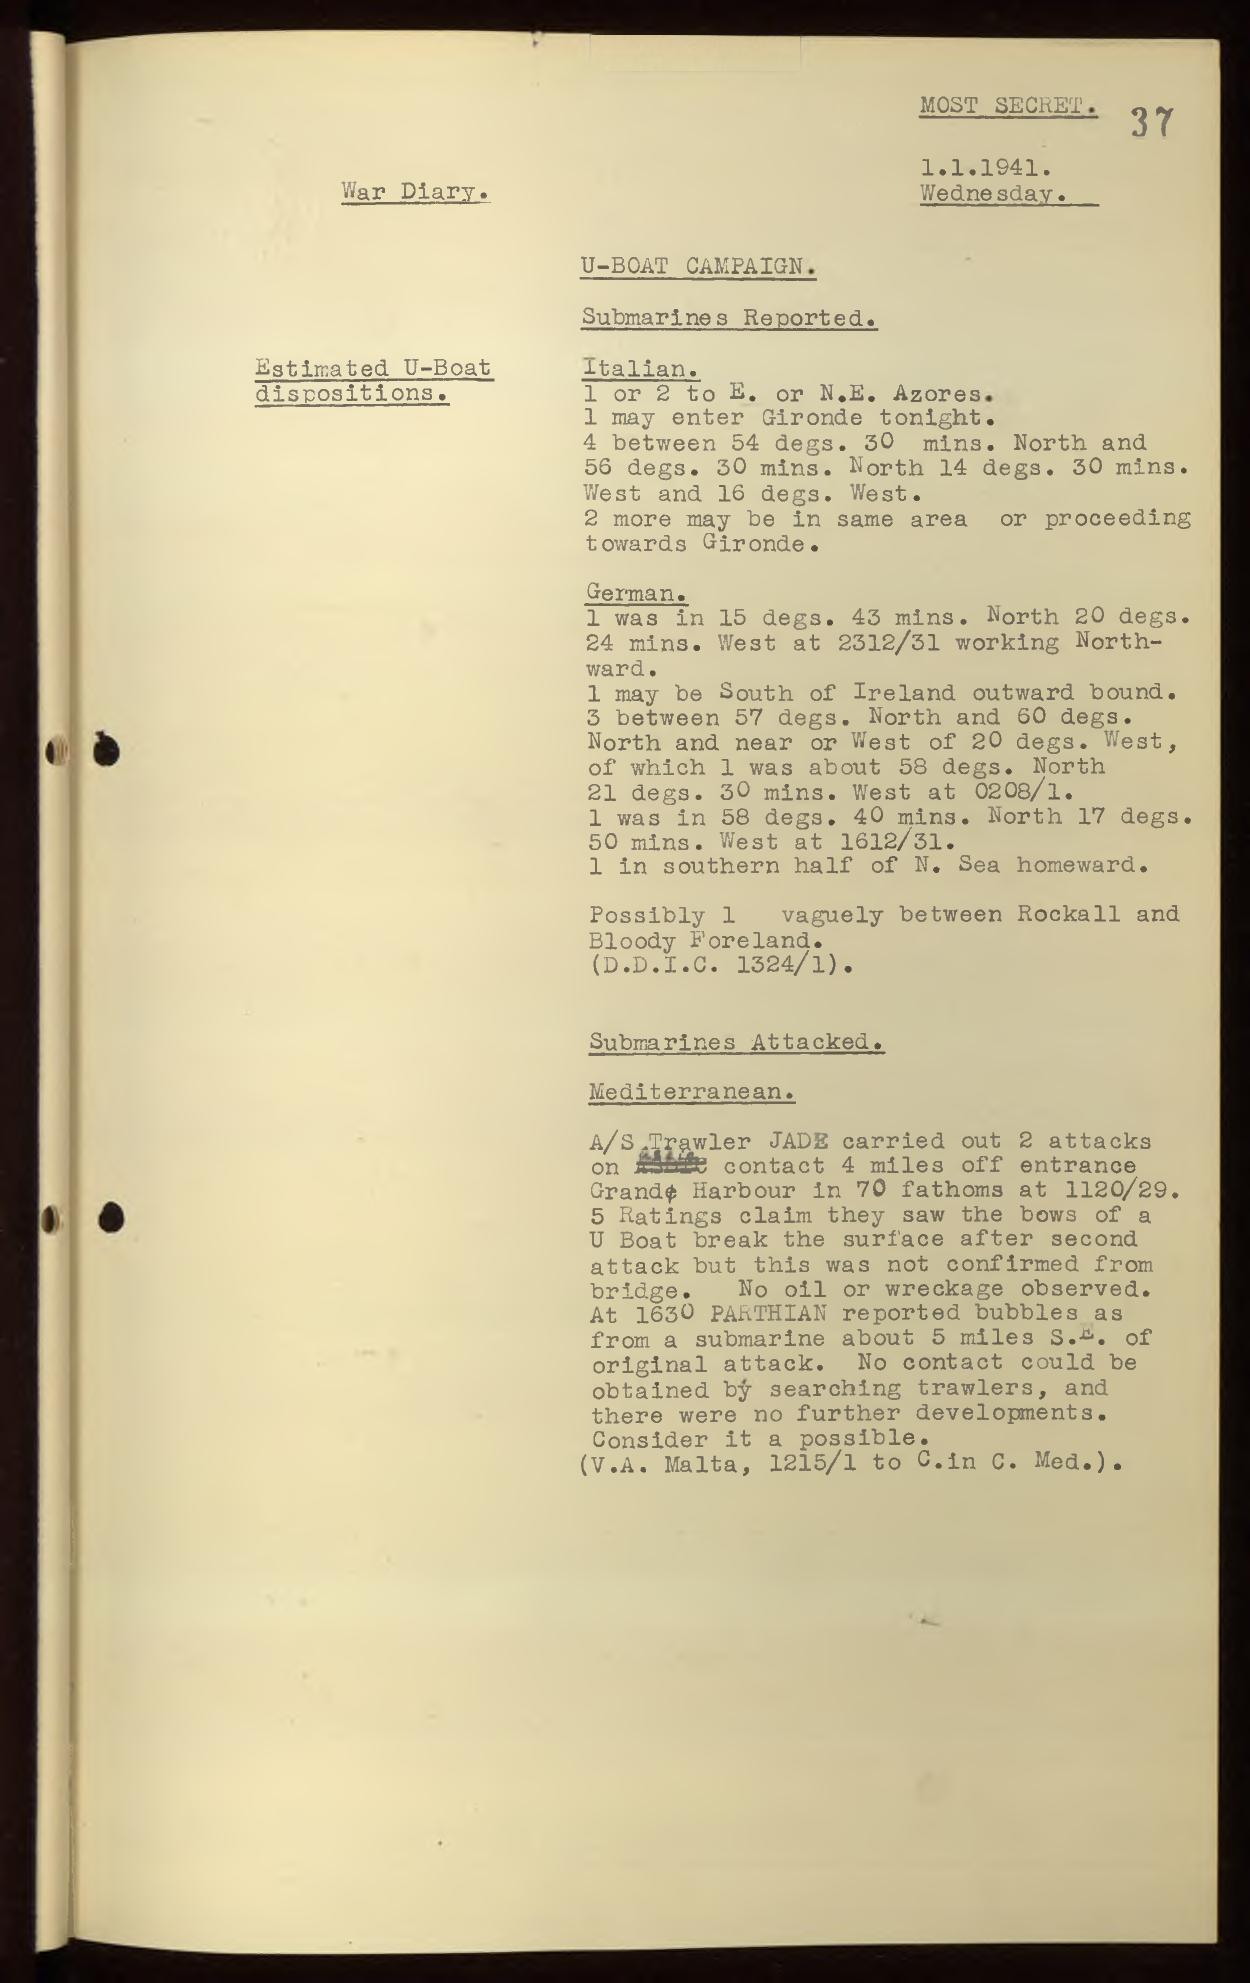 MOST SECRET. 37
1.1.1941.
War Diary. Wednesday.
U-BOAT CAMPAIGN.
Submarines Reported.
Estimated U-Boat
dispositions.
Italian.
1 or 2 to E. or N.E. Azores.
1 may enter Gironde tonight.
4 between 54 degs. 30 mins. North and
56 degs. 30 mins. North 14 degs. 30 mins.
West and 16 degs. West.
2 more may be in same area or proceeding
towards Gironde.
German.
1 was in 15 degs. 43 mins. North 20 degs.
24 mins. West at 2312/31 working North-
ward.
1 may be South of Ireland outward bound.
3 between 57 degs. North and 60 degs.
North and near or West of 20 degs. West,
of which 1 was about 58 degs. North
21 degs. 30 mins. West at 0208/1.
1 was in 58 degs. 40 mins. North 17 degs.
50 mins. West at 1612/31.
1 in southern half of N. Sea homeward.
Possibly 1 vaguely between Rockall and
Bloody Foreland.
(D.D.I.C. 1324/1).
Submarines Attacked.
Mediterranean.
A/S Trawler JADE carried out 2 attacks
on contact 4 miles off entrance
Grand Harbour in 70 fathoms at 1120/29.
5 Ratings claim they saw the bows of a
U Boat break the surface after second
attack but this was not confirmed from
bridge. No oil or wreckage observed.
At 1630 PARTHIAN reported bubbles as
from a submarine about 5 miles S.E. of
original attack. No contact could be
obtained by searching trawlers, and
there were no further developments.
Consider it a possible.
(V.A. Malta, 1215/1 to C.in C. Med.).